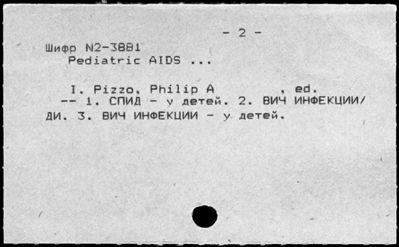 - 2 -
Шифр N2-3881
Pediatric AIDS ...
I. Pizzo, Philip A , ed.
-- 1. СПИД - у детей. 2. ВИЧ ИНФЕКЦИИ/
ДИ. 3. ВИЧ ИНФЕКЦИИ - у детей.